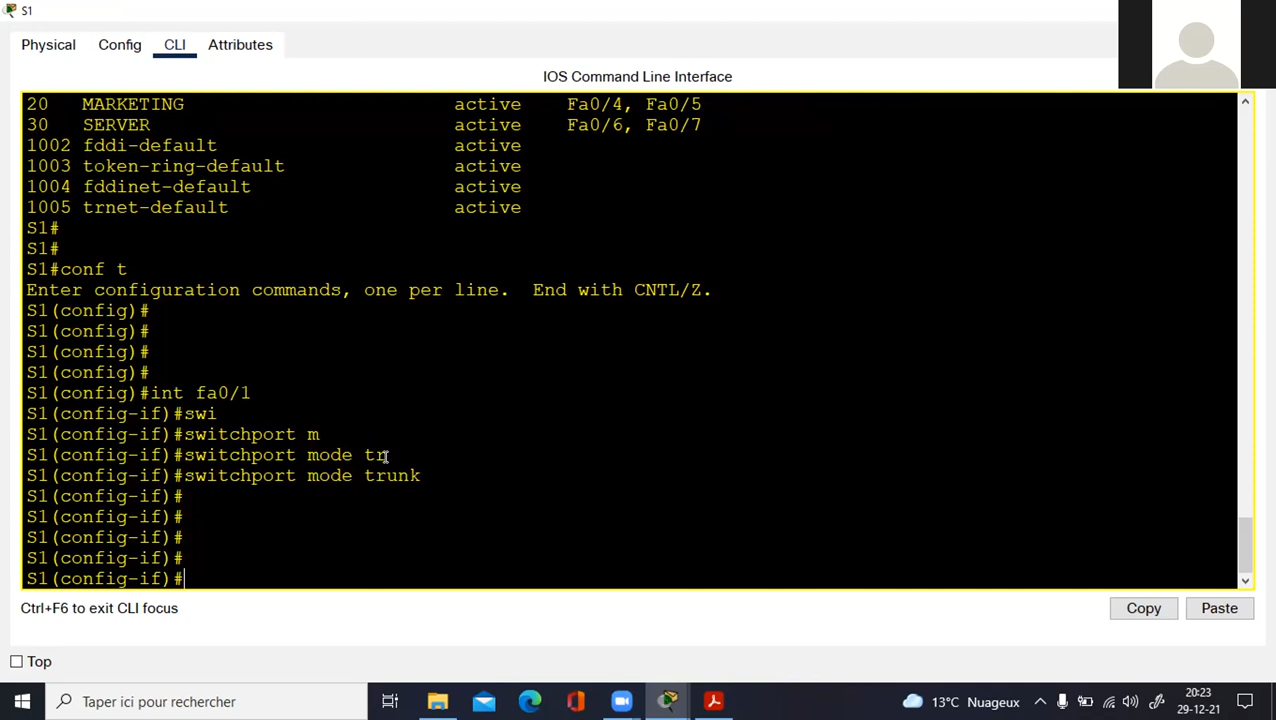 S1
Physical Config CLI Attributes
IOS Command Line Interface
20 MARKETING active Fa0/4, Fa0/5
30 SERVER active Fa0/6, Fa0/7
1002 fddi-default active
1003 token-ring-default active
1004 fddinet-default active
1005 trnet-default active
S1#
S1#
S1#conf t
Enter configuration commands, one per line. End with CNTL/Z.
S1(config)#
S1(config)#
S1(config)#
S1(config)#
S1(config)#int fa0/1
S1(config-if)#swi
S1(config-if)#switchport m
S1(config-if)#switchport mode tr
S1(config-if)#switchport mode trunk
S1(config-if)#
S1(config-if)#
S1(config-if)#
S1(config-if)#
S1(config-if)#
Ctrl+F6 to exit CLI focus
Copy Paste
Top
Taper ici pour rechercher
13°C Nuageux
20:23
29-12-21